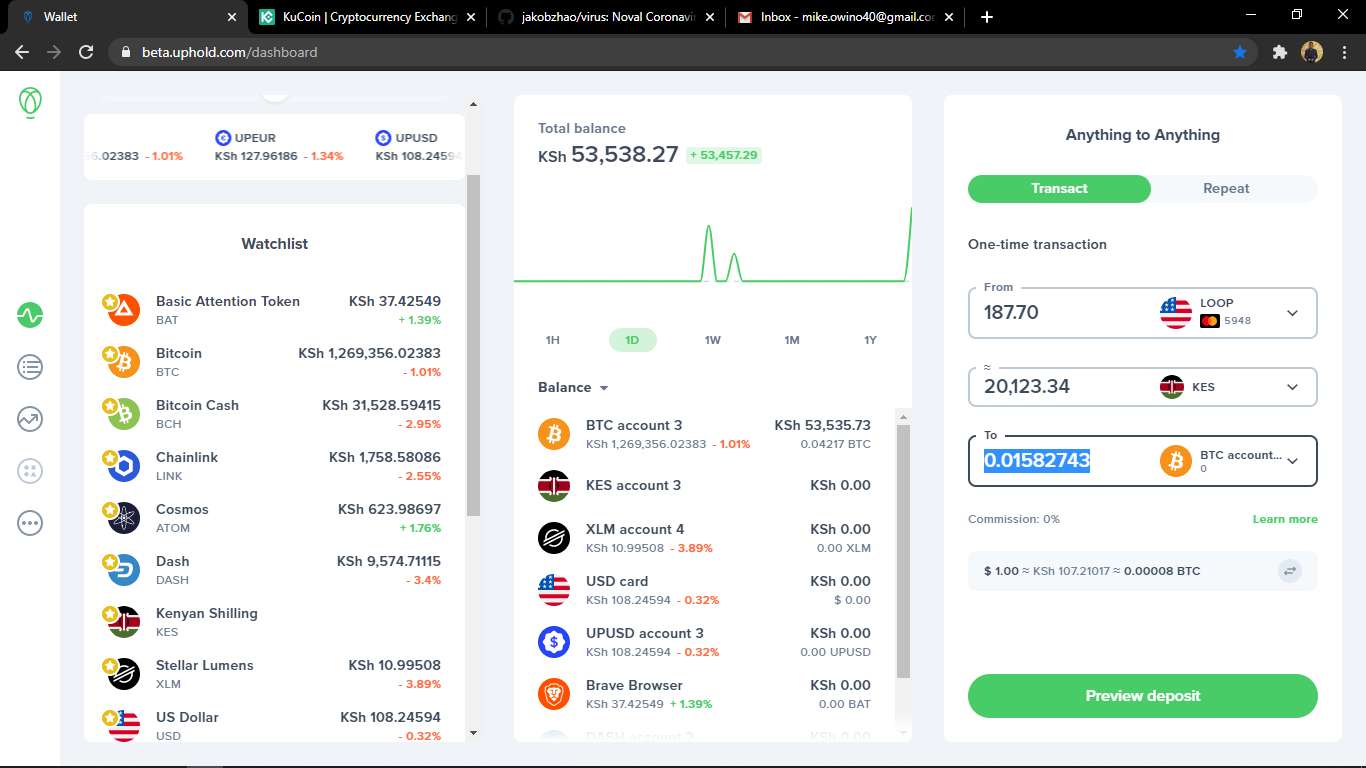 Wallet
KuCoin | Cryptocurrency Exchang
jakobzhao/virus: Noval Coronavir
Inbox - mike.owino40@gmail.com
beta.uphold.com/dashboard
UPEUR
UPUSD
6.02383 - 1.01%
KSh 127.96186 - 1.34%
KSh 108.24594
Watchlist
Basic Attention Token KSh 37.42549
BAT + 1.39%
Bitcoin KSh 1,269,356.02383
BTC - 1.01%
Bitcoin Cash KSh 31,528.59415
BCH - 2.95%
Chainlink KSh 1,758.58086
LINK - 2.55%
Cosmos KSh 623.98697
ATOM + 1.76%
Dash KSh 9,574.71115
DASH - 3.4%
Kenyan Shilling
KES
Stellar Lumens KSh 10.99508
XLM - 3.89%
US Dollar KSh 108.24594
USD - 0.32%
Total balance
KSh 53,538.27 + 53,457.29
1H 1D 1W 1M 1Y
Balance
BTC account 3 KSh 53,535.73
KSh 1,269,356.02383 - 1.01% 0.04217 BTC
KES account 3 KSh 0.00
XLM account 4 KSh 0.00
KSh 10.99508 - 3.89% 0.00 XLM
USD card KSh 0.00
KSh 108.24594 - 0.32% $ 0.00
UPUSD account 3 KSh 0.00
KSh 108.24594 - 0.32% 0.00 UPUSD
Brave Browser KSh 0.00
KSh 37.42549 + 1.39% 0.00 BAT
DASH account 2 KSh 0.00
Anything to Anything
Transact Repeat
One-time transaction
From
187.70 LOOP
5948
≈
20,123.34 KES
To
0.01582743 BTC account...
0
Commission: 0% Learn more
$ 1.00 ≈ KSh 107.21017 ≈ 0.00008 BTC
Preview deposit